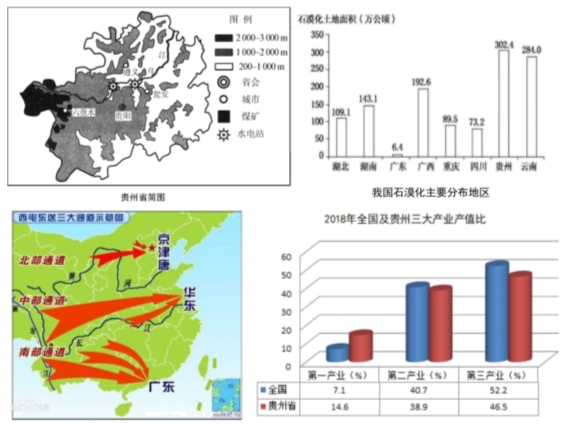 图 例
2 000~3 000 m
1 000~2 000 m
200~1 000 m
省会
城市
煤矿
水电站
遵义
乌
江
瓮安
六盘水
贵阳
贵州省简图
石漠化土地面积（万公顷）
350
300
250
200
150
100
50
0
109.1
143.1
6.4
192.6
89.5
73.2
302.4
284.0
湖北 湖南 广东 广西 重庆 四川 贵州 云南
我国石漠化主要分布地区
西电东送三大通道示意图
北部通道
京津唐
黄
河
中部通道
华东
长
江
南部通道
广东
2018年全国及贵州三大产业产值比
60
50
40
30
20
10
0
第一产业（%） 第二产业（%） 第三产业（%）
全国 7.1 40.7 52.2
贵州省 14.6 38.9 46.5